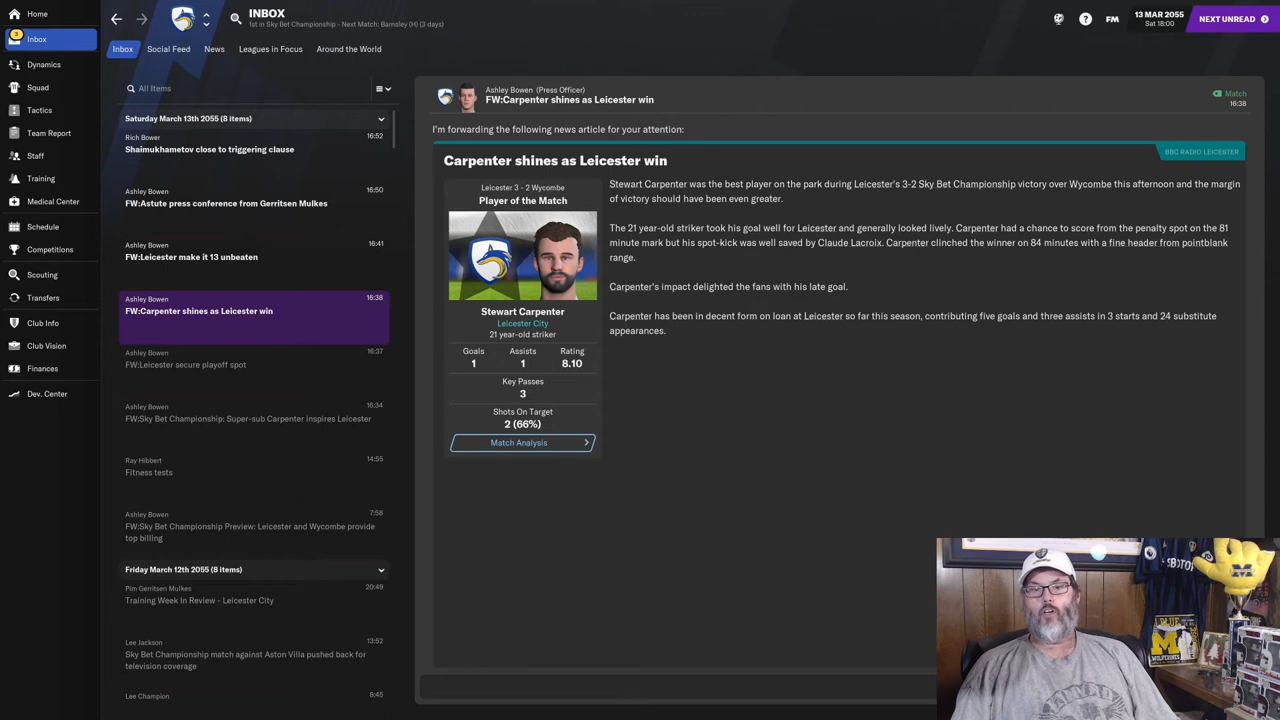 Home
3
Inbox
Dynamics
Squad
Tactics
Team Report
Staff
Training
Medical Center
Schedule
Competitions
Scouting
Transfers
Club Info
Club Vision
Finances
Dev. Center
INBOX
1st in Sky Bet Championship - Next Match: Barnsley (H) (3 days)
FM
13 MAR 2055
Sat 18:00
NEXT UNREAD
Inbox
Social Feed
News
Leagues in Focus
Around the World
All Items
Saturday March 13th 2055 (8 items)
Rich Bower
16:52
Shaimukhametov close to triggering clause
Ashley Bowen
16:50
FW:Astute press conference from Gerritsen Mulkes
Ashley Bowen
16:41
FW:Leicester make it 13 unbeaten
Ashley Bowen
16:38
FW:Carpenter shines as Leicester win
Ashley Bowen
16:37
FW:Leicester secure playoff spot
Ashley Bowen
16:34
FW:Sky Bet Championship: Super-sub Carpenter inspires Leicester
Ray Hibbert
14:55
Fitness tests
Ashley Bowen
7:58
FW:Sky Bet Championship Preview: Leicester and Wycombe provide
top billing
Friday March 12th 2055 (8 items)
Pim Gerritsen Mulkes
20:49
Training Week In Review - Leicester City
Lee Jackson
13:52
Sky Bet Championship match against Aston Villa pushed back for
television coverage
Lee Champion
8:45
Ashley Bowen (Press Officer)
FW:Carpenter shines as Leicester win
Match
16:38
I'm forwarding the following news article for your attention:
Carpenter shines as Leicester win
BBC RADIO LEICESTER
Leicester 3 - 2 Wycombe
Player of the Match
Stewart Carpenter
Leicester City
21 year-old striker
Goals Assists Rating
1 1 8.10
Key Passes
3
Shots On Target
2 (66%)
Match Analysis
Stewart Carpenter was the best player on the park during Leicester's 3-2 Sky Bet Championship victory over Wycombe this afternoon and the margin
of victory should have been even greater.
The 21 year-old striker took his goal well for Leicester and generally looked lively. Carpenter had a chance to score from the penalty spot on the 81
minute mark but his spot-kick was well saved by Claude Lacroix. Carpenter clinched the winner on 84 minutes with a fine header from pointblank
range.
Carpenter's impact delighted the fans with his late goal.
Carpenter has been in decent form on loan at Leicester so far this season, contributing five goals and three assists in 3 starts and 24 substitute
appearances.
M
WOLVERINES